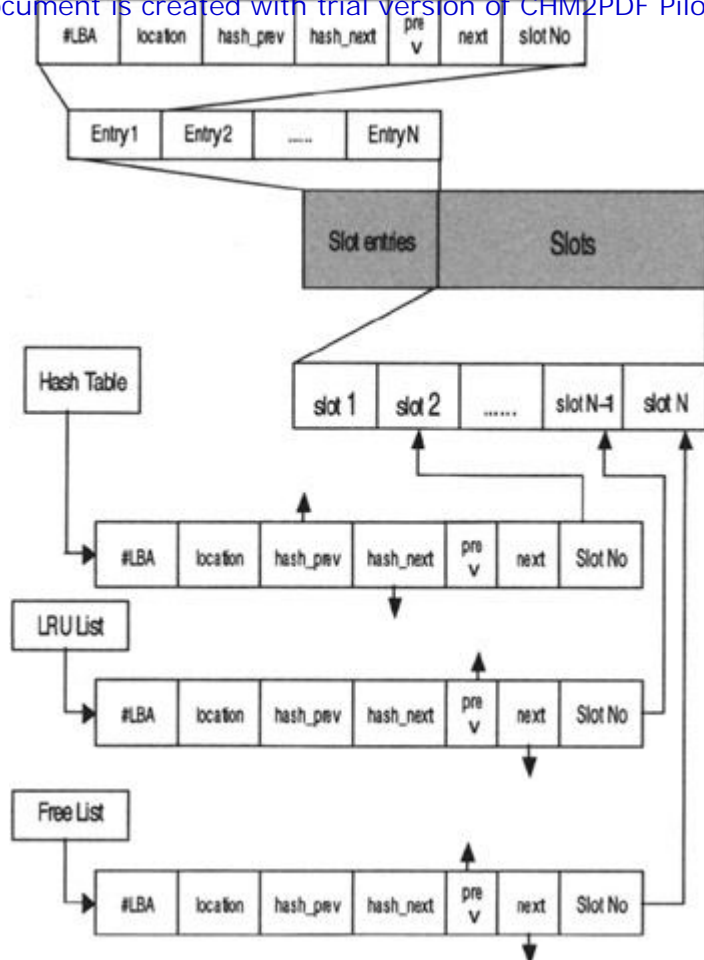 ocument is created with trial version of CHM2PDF Pilo
#LBA location hash_prev hash_next pre v next slot No
Entry1 Entry2 ...... EntryN
Slot entries Slots
Hash Table
slot 1 slot 2 ...... slot N-1 slot N
#LBA location hash_prev hash_next pre v next Slot No
LRU List
#LBA location hash_prev hash_next pre v next Slot No
Free List
#LBA location hash_prev hash_next pre v next Slot No